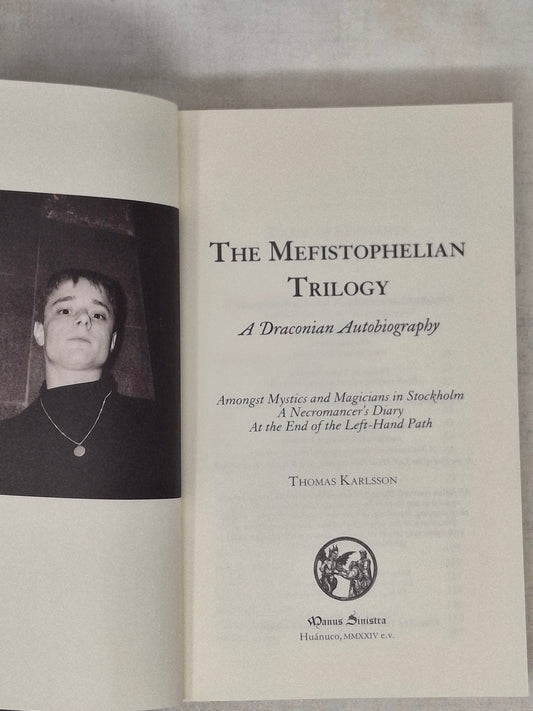 THE MEFISTOPHELIAN
TRILOGY
A Draconian Autobiography
Amongst Mystics and Magicians in Stockholm
A Necromancer's Diary
At the End of the Left-Hand Path
THOMAS KARLSSON
Manus Sinistra
Huánuco, MMXXIV e.v.